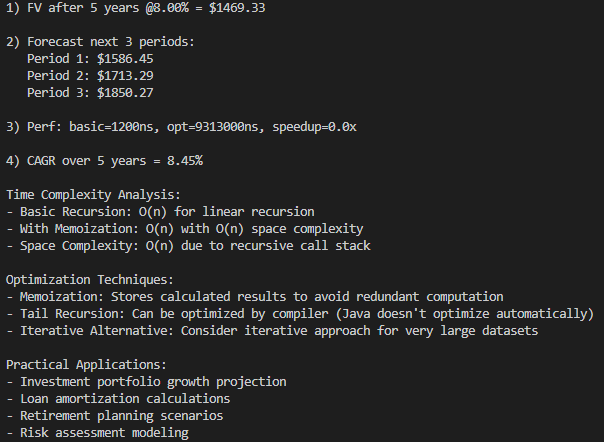 1) FV after 5 years @8.00% = $1469.33
2) Forecast next 3 periods:
Period 1: $1586.45
Period 2: $1713.29
Period 3: $1850.27
3) Perf: basic=1200ns, opt=9313000ns, speedup=0.0x
4) CAGR over 5 years = 8.45%
Time Complexity Analysis:
- Basic Recursion: O(n) for linear recursion
- With Memoization: O(n) with O(n) space complexity
- Space Complexity: O(n) due to recursive call stack
Optimization Techniques:
- Memoization: Stores calculated results to avoid redundant computation
- Tail Recursion: Can be optimized by compiler (Java doesn't optimize automatically)
- Iterative Alternative: Consider iterative approach for very large datasets
Practical Applications:
- Investment portfolio growth projection
- Loan amortization calculations
- Retirement planning scenarios
- Risk assessment modeling